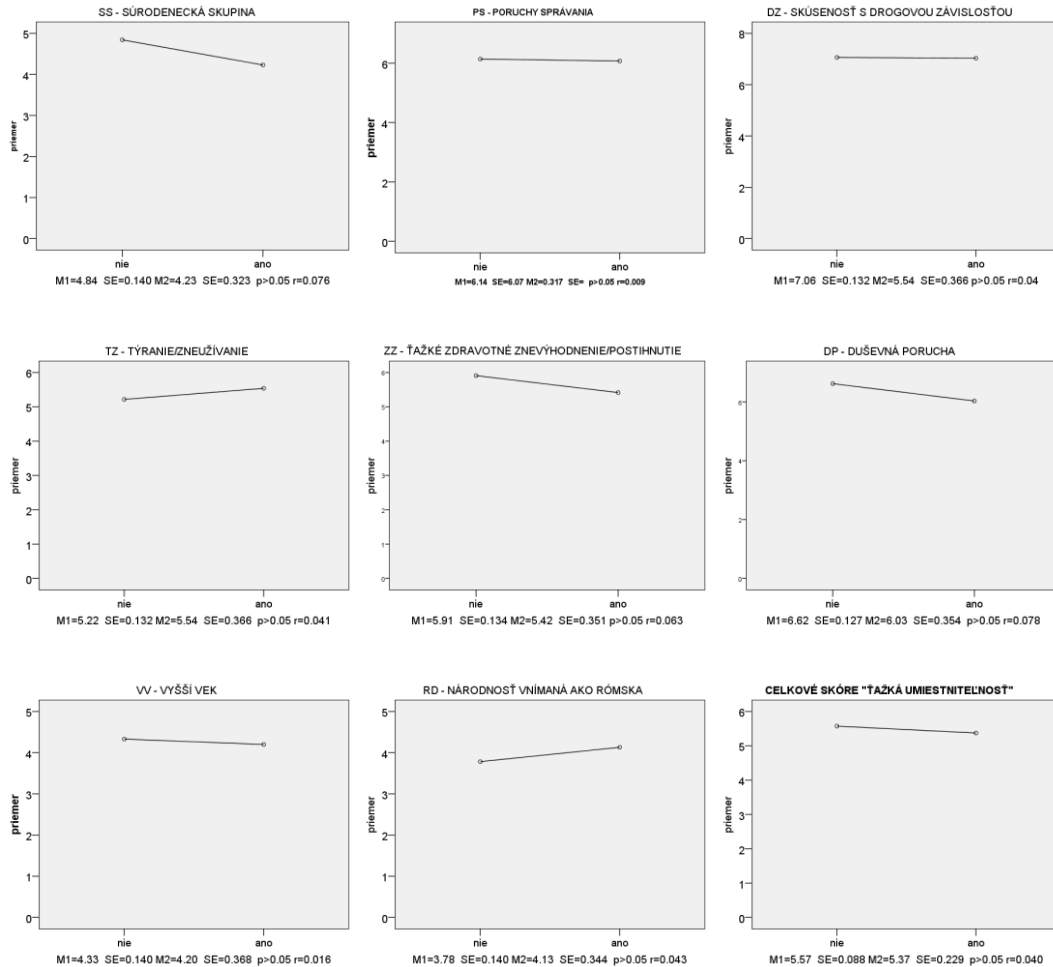 SS - SÚRODENECKÁ SKUPINA
5
4
3
2
1
0
priemer
nie ano
M1=4.84 SE=0.140 M2=4.23 SE=0.323 p>0.05 r=0.076
PS - PORUCHY SPRÁVANIA
6
4
2
0
priemer
nie ano
M1=6.14 SE=6.07 M2=0.317 SE= p>0.05 r=0.009
DZ - SKÚSENOSŤ S DROGOVOU ZÁVISLOSŤOU
8
6
4
2
0
priemer
nie ano
M1=7.06 SE=0.132 M2=5.54 SE=0.366 p>0.05 r=0.04
TZ - TÝRANIE/ZNEUŽÍVANIE
6
5
4
3
2
1
0
priemer
nie ano
M1=5.22 SE=0.132 M2=5.54 SE=0.366 p>0.05 r=0.041
ZZ - ŤAŽKÉ ZDRAVOTNÉ ZNEVÝHODNENIE/POSTIHNUTIE
6
5
4
3
2
1
0
priemer
nie ano
M1=5.91 SE=0.134 M2=5.42 SE=0.351 p>0.05 r=0.063
DP - DUŠEVNÁ PORUCHA
6
4
2
0
priemer
nie ano
M1=6.62 SE=0.127 M2=6.03 SE=0.354 p>0.05 r=0.078
VV - VYŠŠÍ VEK
5
4
3
2
1
0
priemer
nie ano
M1=4.33 SE=0.140 M2=4.20 SE=0.368 p>0.05 r=0.016
RD - NÁRODNOSŤ VNÍMANÁ AKO RÓMSKA
5
4
3
2
1
0
priemer
nie ano
M1=3.78 SE=0.140 M2=4.13 SE=0.344 p>0.05 r=0.043
CELKOVÉ SKÓRE "ŤAŽKÁ UMIESTNITEĽNOSŤ"
6
5
4
3
2
1
0
priemer
nie ano
M1=5.57 SE=0.088 M2=5.37 SE=0.229 p>0.05 r=0.040